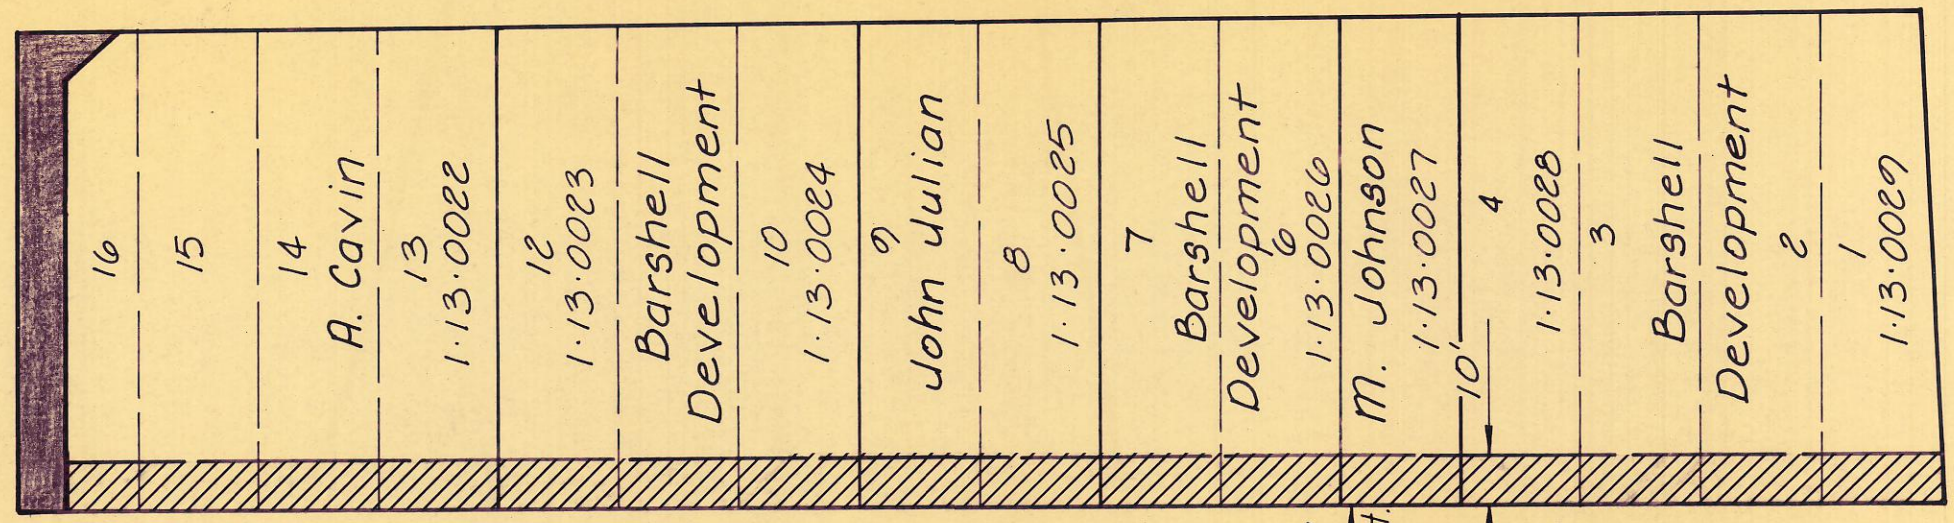 16
15
14
A. Cavin
13
1·13·0022
12
1·13·0023
Barshell
Development
10
1·13·0024
9
John Julian
8
1·13·0025
7
Barshell
Development
6
1·13·0026
M. Johnson
1·13·0027
10'
4
1·13·0028
3
Barshell
Development
2
1
1·13·0029